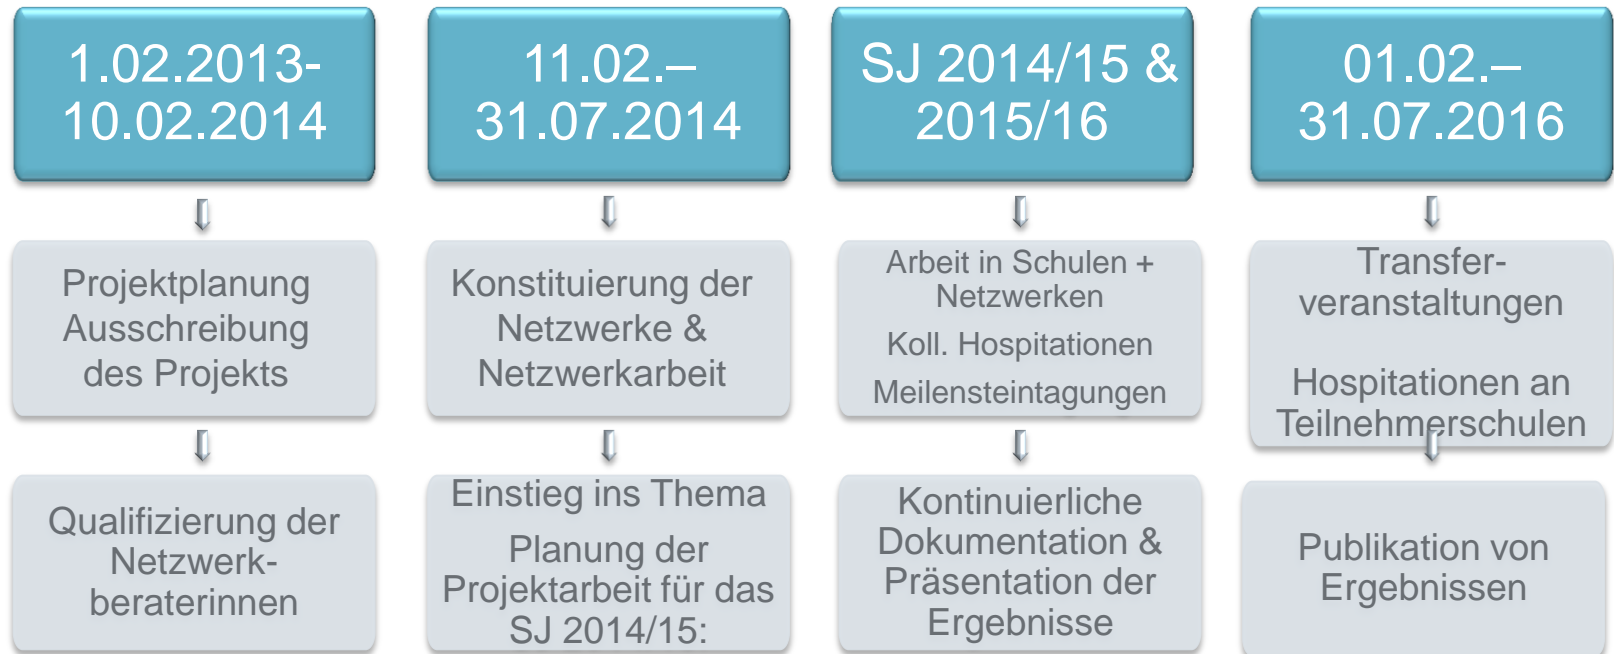 1.02.2013-
10.02.2014
11.02.–
31.07.2014
SJ 2014/15 &
2015/16
01.02.–
31.07.2016
Projektplanung
Ausschreibung
des Projekts
Konstituierung der
Netzwerke &
Netzwerkarbeit
Arbeit in Schulen +
Netzwerken
Koll. Hospitationen
Meilensteintagungen
Transfer-
veranstaltungen
Hospitationen an
Teilnehmerschulen
Qualifizierung der
Netzwerk-
beraterinnen
Einstieg ins Thema
Planung der
Projektarbeit für das
SJ 2014/15:
Kontinuierliche
Dokumentation &
Präsentation der
Ergebnisse
Publikation von
Ergebnissen